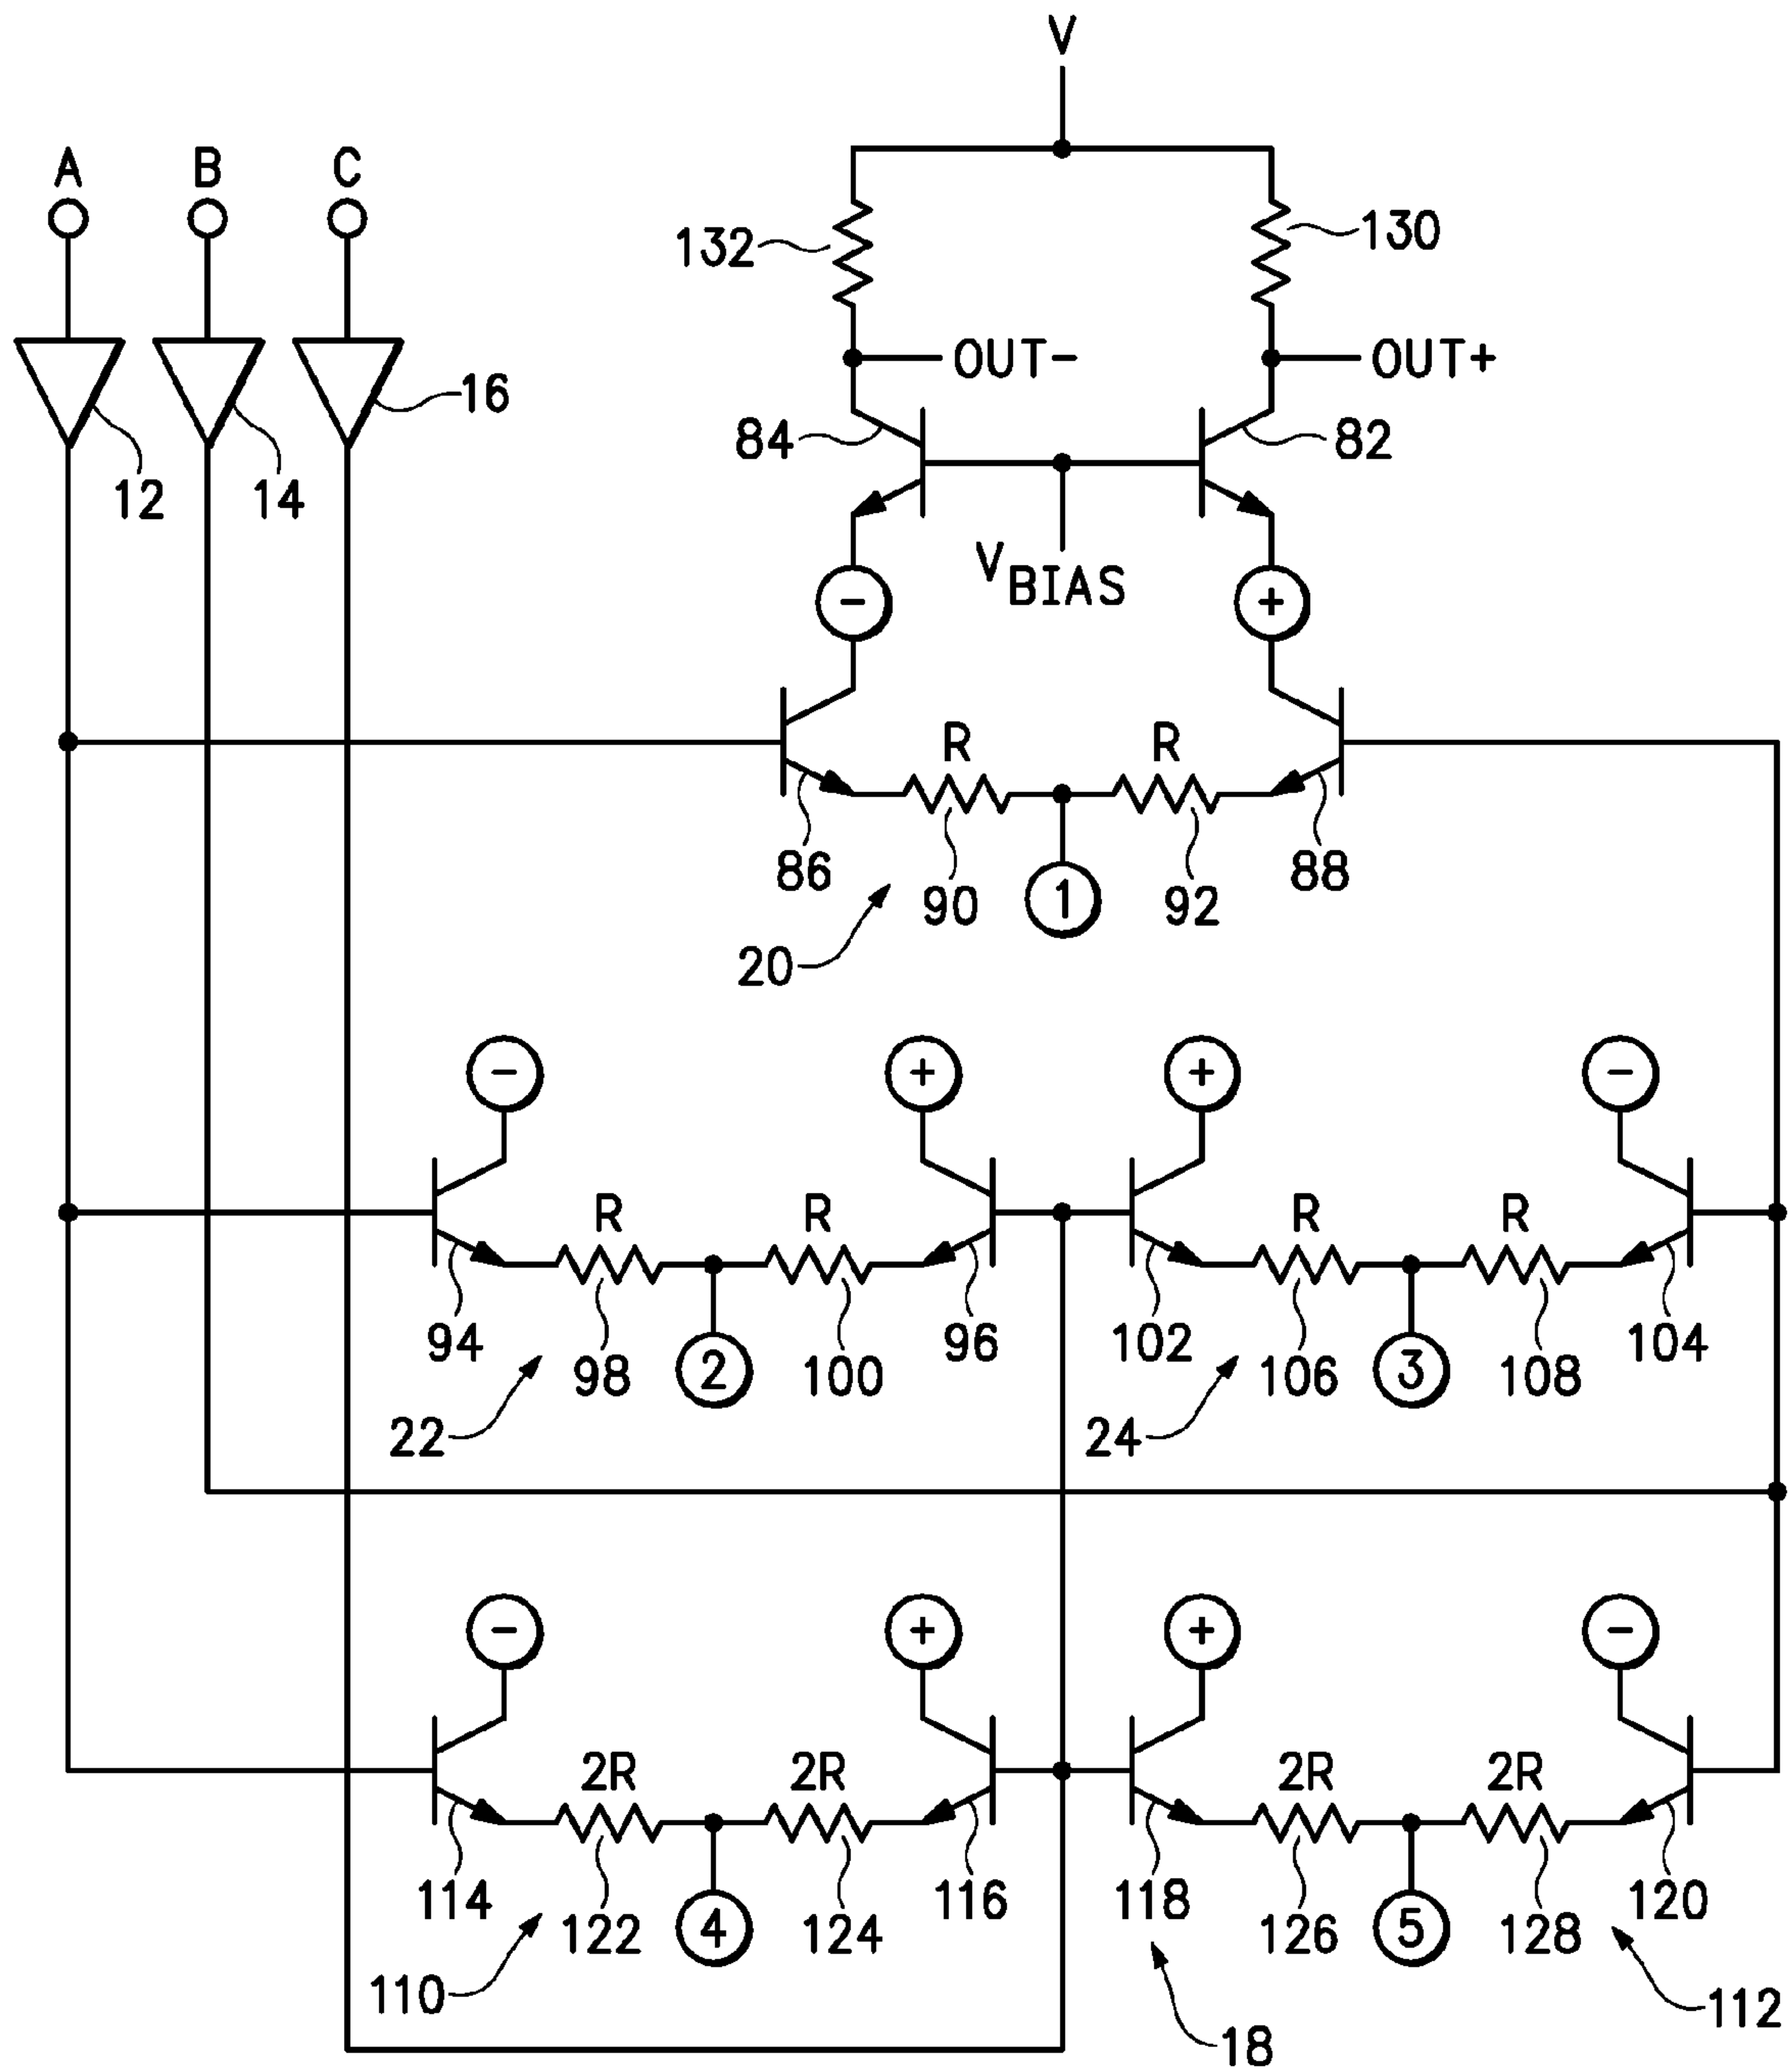 V
A B C
132 130
OUT- OUT+
16
84 82
12 14
V BIAS
- +
R R
86 88
90 1 92
20
- + + -
R R R R
94 96 102 104
98 2 100 106 3 108
22 24
- + + -
2R 2R 2R 2R
114 116 118 120
122 4 124 126 5 128
110 112
18